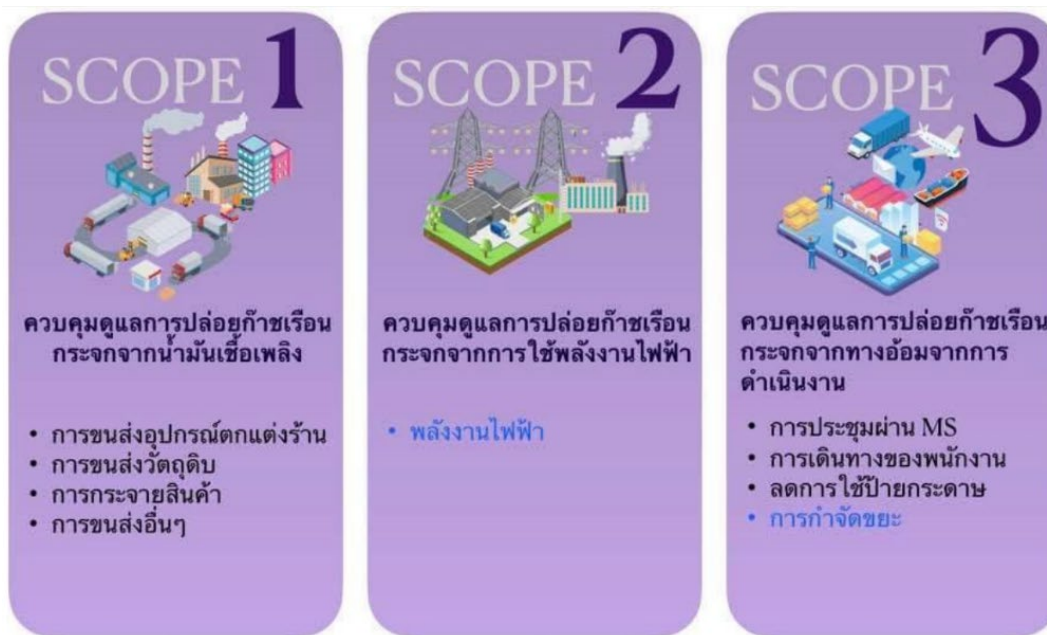 SCOPE 1
ควบคุมดูแลการปล่อยก๊าซเรือน
กระจกจากน้ำมันเชื้อเพลิง
• การขนส่งอุปกรณ์ตกแต่งร้าน
• การขนส่งวัตถุดิบ
• การกระจายสินค้า
• การขนส่งอื่นๆ
SCOPE 2
ควบคุมดูแลการปล่อยก๊าซเรือน
กระจกจากการใช้พลังงานไฟฟ้า
• พลังงานไฟฟ้า
SCOPE 3
ควบคุมดูแลการปล่อยก๊าซเรือน
กระจกจากทางอ้อมจากการ
ดำเนินงาน
• การประชุมผ่าน MS
• การเดินทางของพนักงาน
• ลดการใช้ป้ายกระดาษ
• การกำจัดขยะ